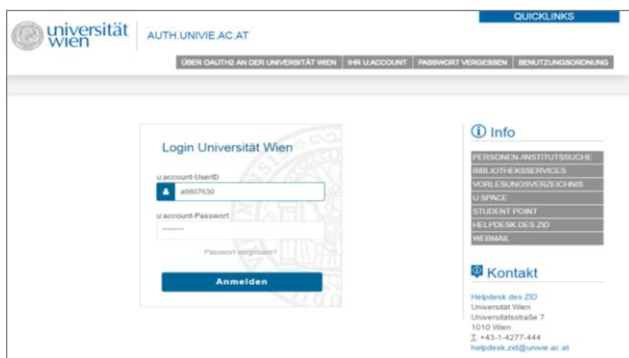 QUICKLINKS
universität
wien
AUTH.UNIVIE.AC.AT
ÜBER OAUTH2 AN DER UNIVERSITÄT WIEN
IHR U:ACCOUNT
PASSWORT VERGESSEN
BENUTZUNGSORDNUNG
Login Universität Wien
u:account-UserID
a9807630
u:account-Passwort
Passwort vergessen?
Anmelden
Info
PERSONEN-/INSTITUTSSUCHE
BIBLIOTHEKSSERVICES
VORLESUNGSVERZEICHNIS
U:SPACE
STUDENT POINT
HELPDESK DES ZID
WEBMAIL
Kontakt
Helpdesk des ZID
Universität Wien
Universitätsstraße 7
1010 Wien
T: +43-1-4277-444
helpdesk.zid@univie.ac.at